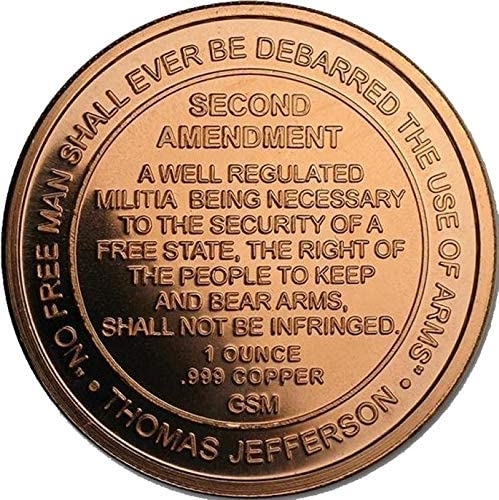 "NO FREE MAN SHALL EVER BE DEBARRED THE USE OF ARMS"
• THOMAS JEFFERSON •
SECOND
AMENDMENT
A WELL REGULATED
MILITIA BEING NECESSARY
TO THE SECURITY OF A
FREE STATE, THE RIGHT OF
THE PEOPLE TO KEEP
AND BEAR ARMS,
SHALL NOT BE INFRINGED.
1 OUNCE
.999 COPPER
GSM